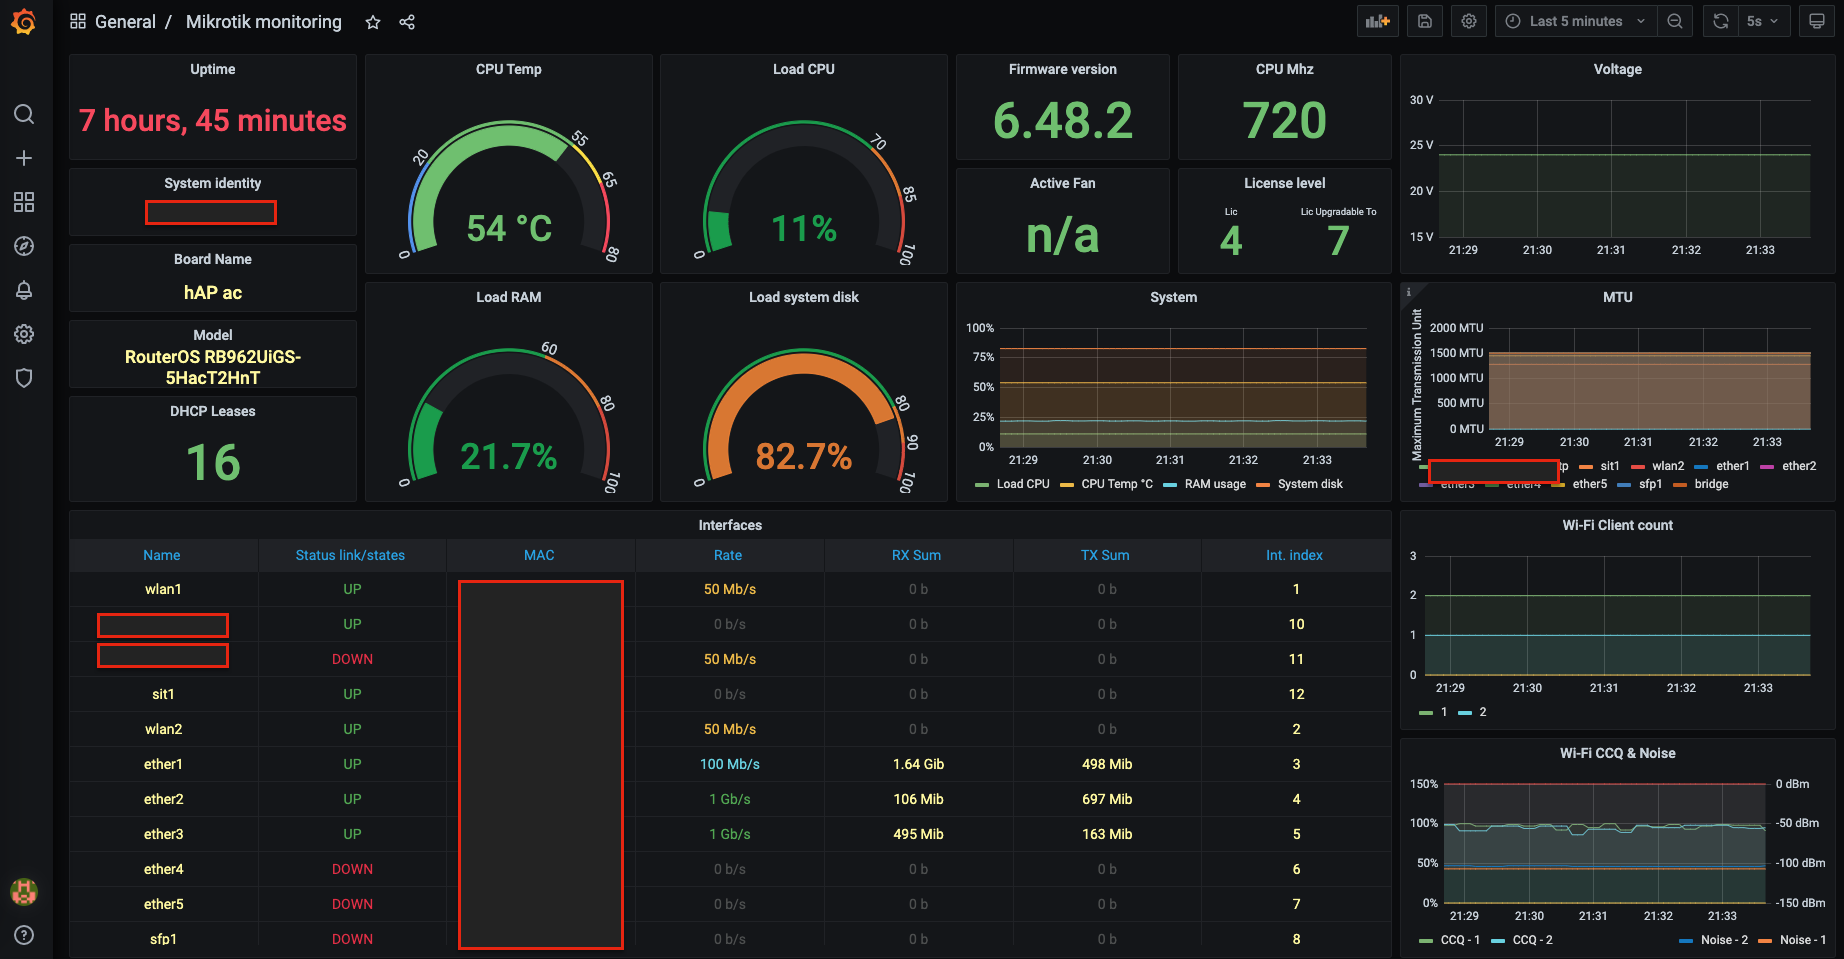 General / Mikrotik monitoring
Last 5 minutes
5s
Uptime
7 hours, 45 minutes
System identity
Board Name
hAP ac
Model
RouterOS RB962UiGS-
5HacT2HnT
DHCP Leases
16
CPU Temp
0 20 55 65 80
54 °C
Load CPU
0 70 85 100
11%
Firmware version
6.48.2
CPU Mhz
720
Active Fan
n/a
License level
Lic
4
Lic Upgradable To
7
Voltage
30 V
25 V
20 V
15 V
21:29 21:30 21:31 21:32 21:33
Load RAM
0 60 80 100
21.7%
Load system disk
0 80 90 100
82.7%
System
100%
75%
50%
25%
0%
21:29 21:30 21:31 21:32 21:33
Load CPU CPU Temp °C RAM usage System disk
i
MTU
Maximum Transmission Unit
2000 MTU
1500 MTU
1000 MTU
500 MTU
0 MTU
21:29 21:30 21:31 21:32 21:33
tp sit1 wlan2 ether1 ether2
ether3 ether4 ether5 sfp1 bridge
Interfaces
Name Status link/states MAC Rate RX Sum TX Sum Int. index
wlan1 UP 50 Mb/s 0 b 0 b 1
UP 0 b/s 0 b 0 b 10
DOWN 50 Mb/s 0 b 0 b 11
sit1 UP 0 b/s 0 b 0 b 12
wlan2 UP 50 Mb/s 0 b 0 b 2
ether1 UP 100 Mb/s 1.64 Gib 498 Mib 3
ether2 UP 1 Gb/s 106 Mib 697 Mib 4
ether3 UP 1 Gb/s 495 Mib 163 Mib 5
ether4 DOWN 0 b/s 0 b 0 b 6
ether5 DOWN 0 b/s 0 b 0 b 7
sfp1 DOWN 0 b/s 0 b 0 b 8
Wi-Fi Client count
3
2
1
0
21:29 21:30 21:31 21:32 21:33
1 2
Wi-Fi CCQ & Noise
150% 0 dBm
100% -50 dBm
50% -100 dBm
0% -150 dBm
21:29 21:30 21:31 21:32 21:33
CCQ - 1 CCQ - 2 Noise - 2 Noise - 1